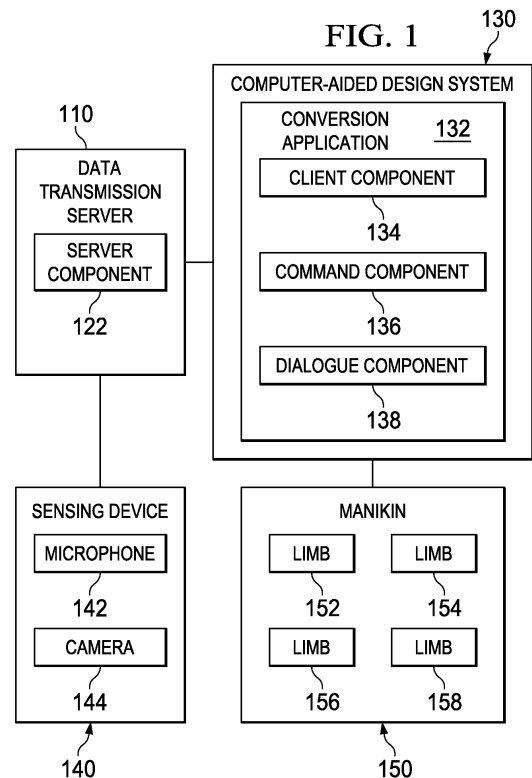 FIG. 1
130
COMPUTER-AIDED DESIGN SYSTEM
CONVERSION
APPLICATION
132
CLIENT COMPONENT
134
COMMAND COMPONENT
136
DIALOGUE COMPONENT
138
110
DATA
TRANSMISSION
SERVER
SERVER
COMPONENT
122
SENSING DEVICE
MICROPHONE
142
CAMERA
144
140
MANIKIN
LIMB
152
LIMB
154
LIMB
156
LIMB
158
150